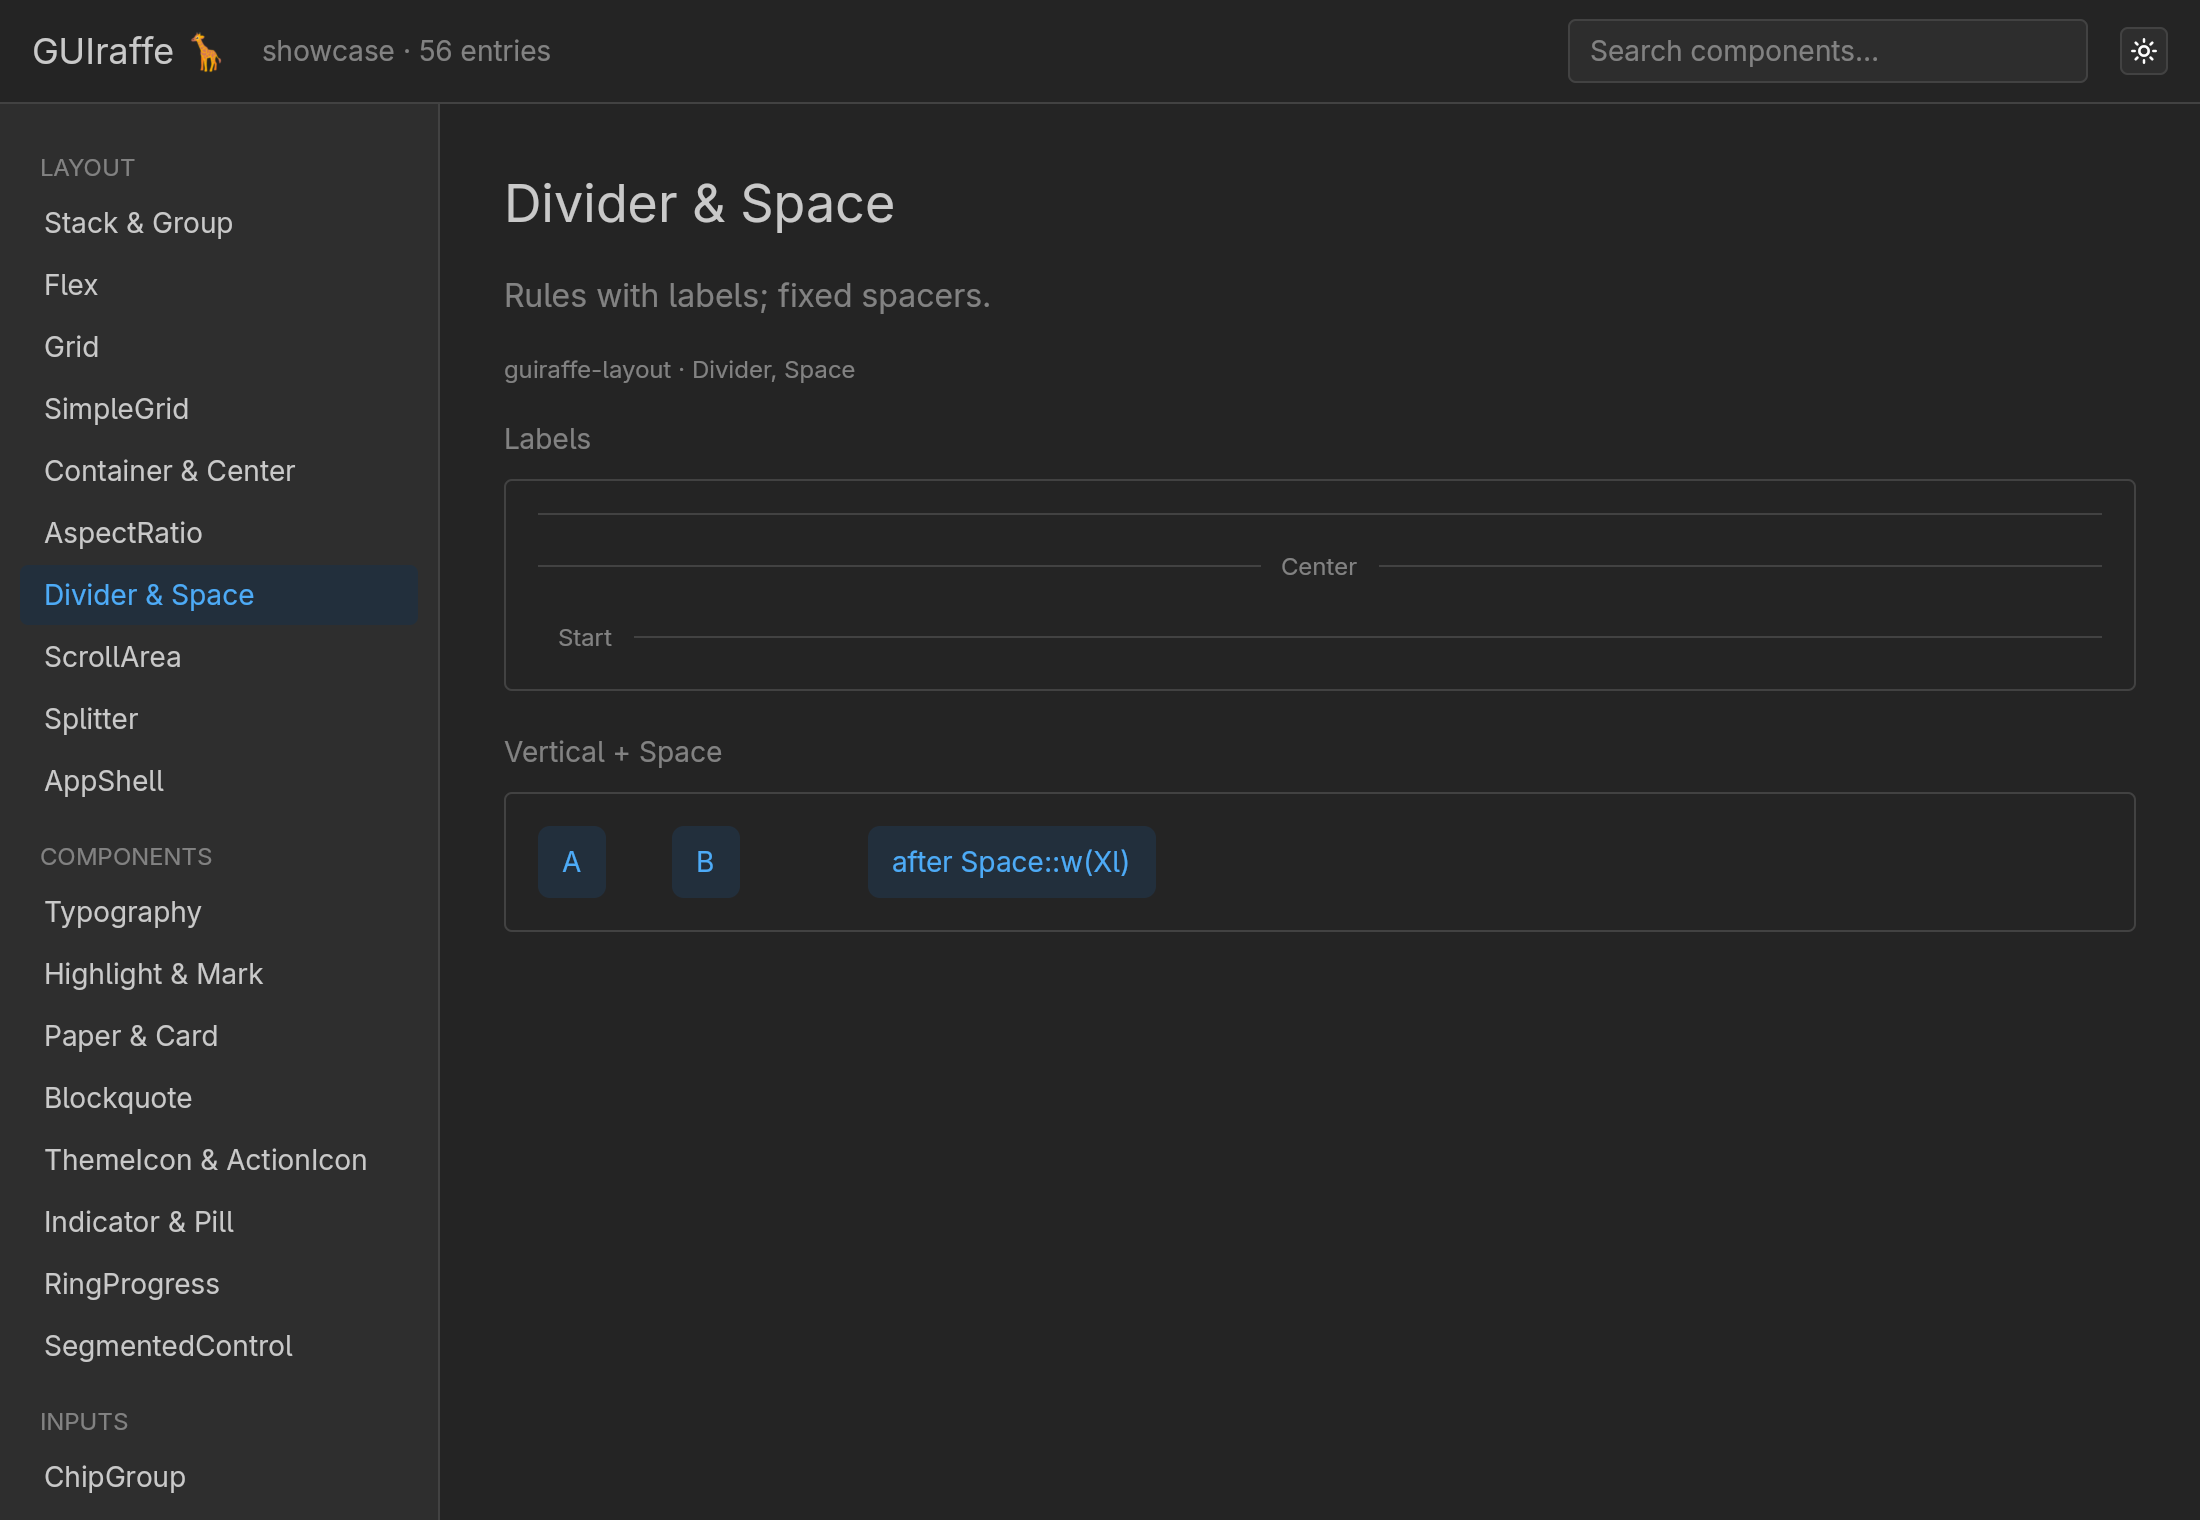 GUIraffe 🦒 showcase · 56 entries
Search components...
LAYOUT
Stack & Group
Flex
Grid
SimpleGrid
Container & Center
AspectRatio
Divider & Space
ScrollArea
Splitter
AppShell
COMPONENTS
Typography
Highlight & Mark
Paper & Card
Blockquote
ThemeIcon & ActionIcon
Indicator & Pill
RingProgress
SegmentedControl
INPUTS
ChipGroup
Divider & Space
Rules with labels; fixed spacers.
guiraffe-layout · Divider, Space
Labels
Center
Start
Vertical + Space
A B after Space::w(Xl)